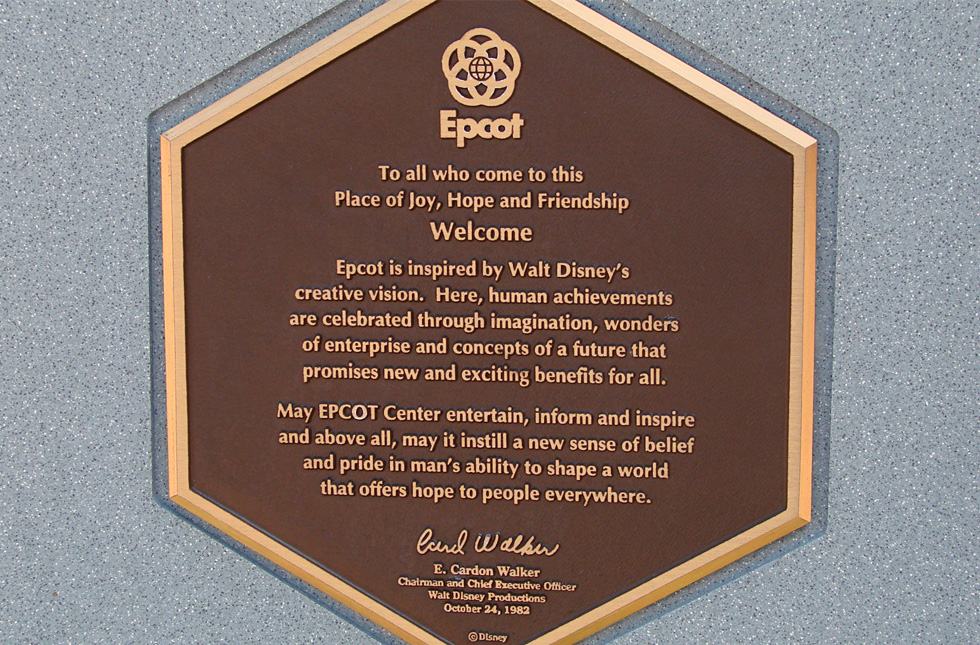 Epcot
To all who come to this
Place of Joy, Hope and Friendship
Welcome
Epcot is inspired by Walt Disney's
creative vision. Here, human achievements
are celebrated through imagination, wonders
of enterprise and concepts of a future that
promises new and exciting benefits for all.
May EPCOT Center entertain, inform and inspire
and above all, may it instill a new sense of belief
and pride in man's ability to shape a world
that offers hope to people everywhere.
Card Walker
E. Cardon Walker
Chairman and Chief Executive Officer
Walt Disney Productions
October 24, 1982
©Disney